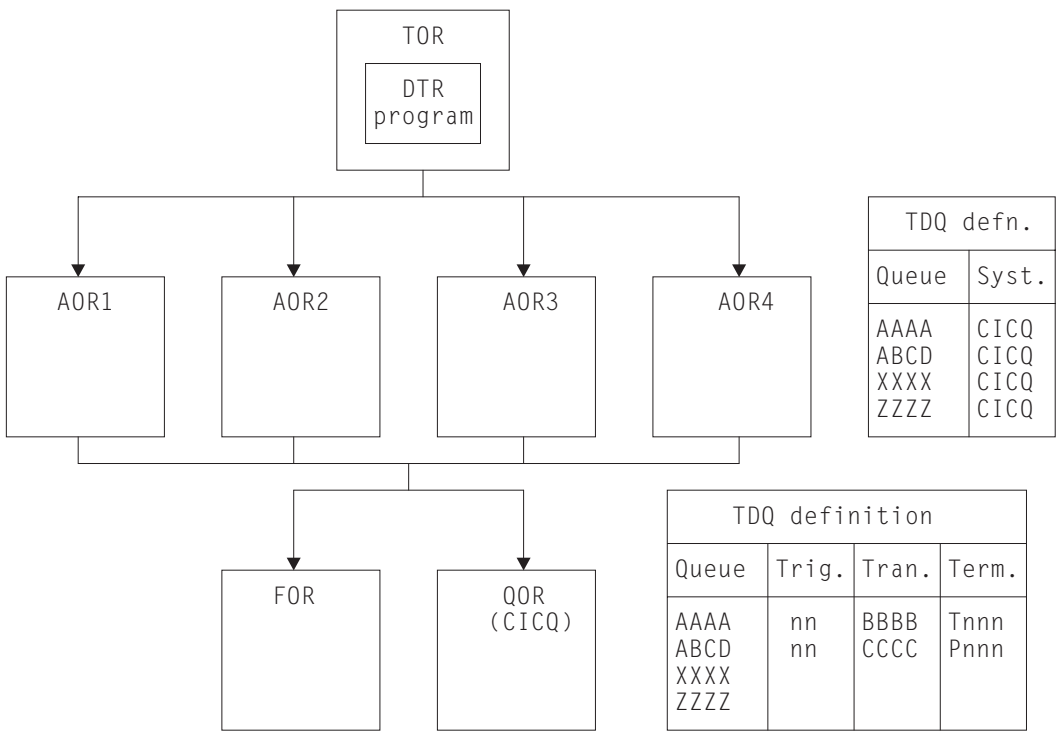 TOR
DTR
program
AOR1 AOR2 AOR3 AOR4
TDQ defn.
Queue Syst.
AAAA CICQ
ABCD CICQ
XXXX CICQ
ZZZZ CICQ
FOR
QOR
(CICQ)
TDQ definition
Queue Trig. Tran. Term.
AAAA nn BBBB Tnnn
ABCD nn CCCC Pnnn
XXXX
ZZZZ